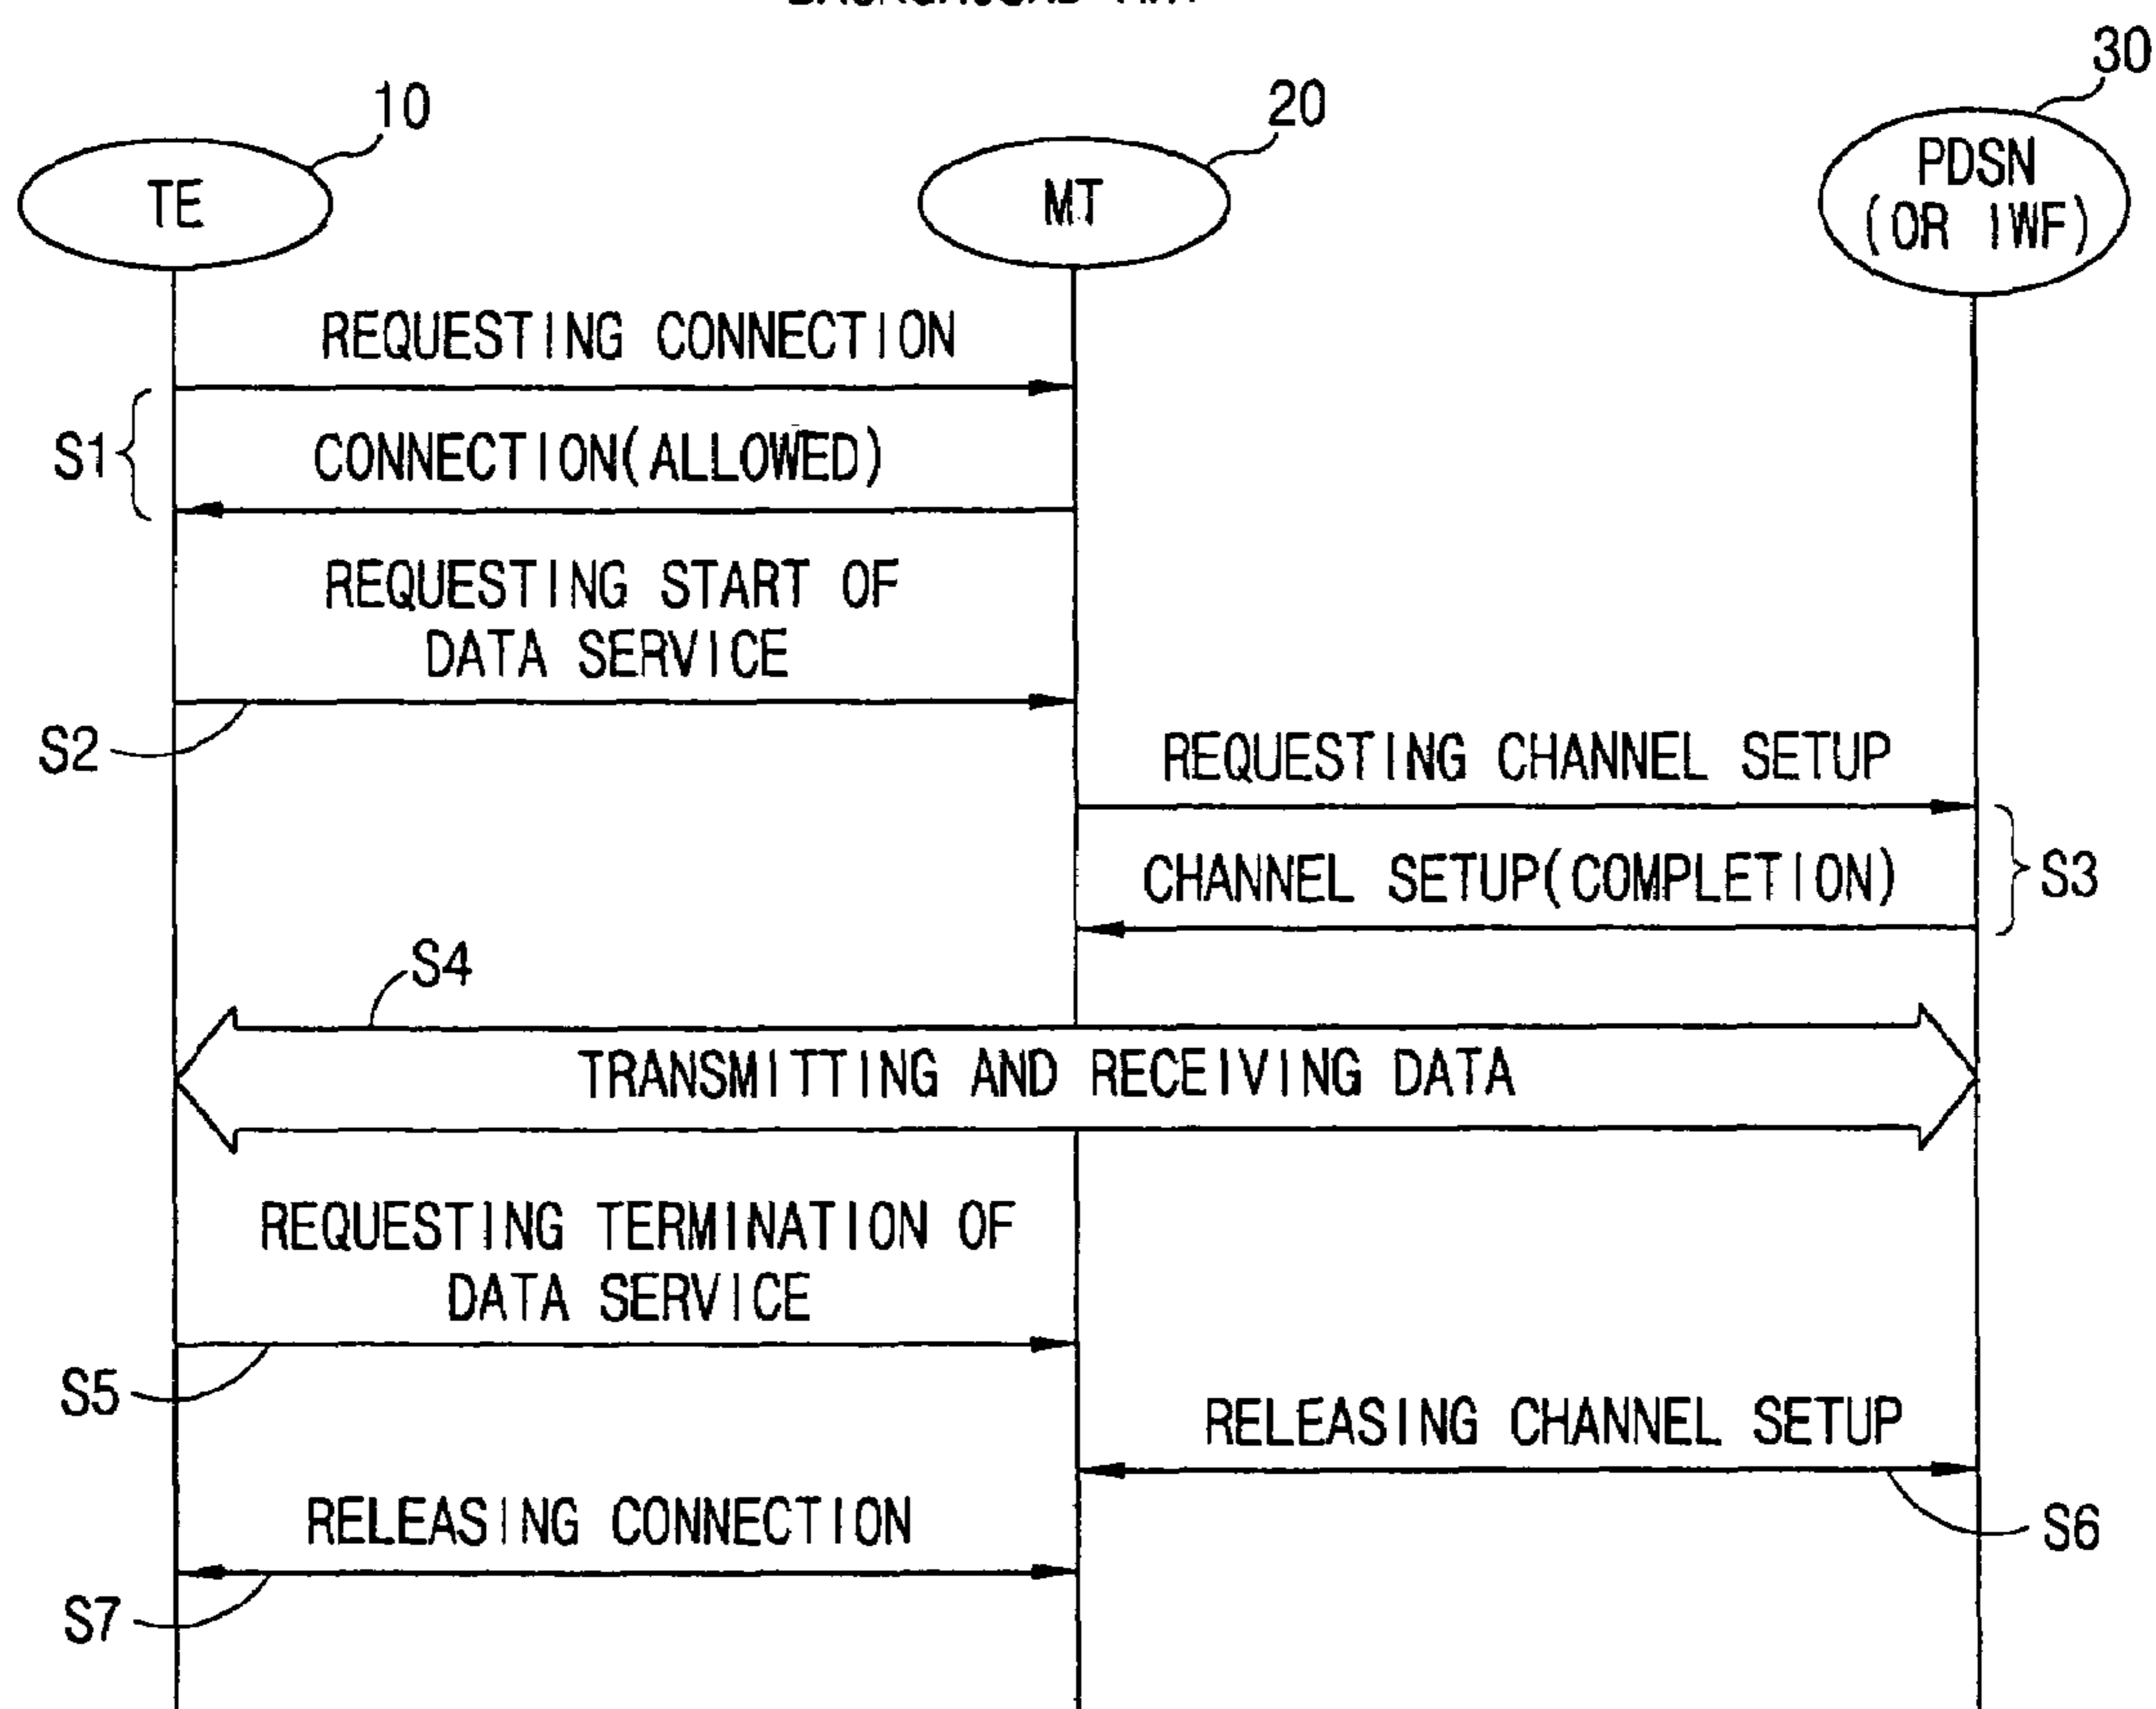 10
20
30
TE
MT
PDSN
(OR IWF)
REQUESTING CONNECTION
S1
CONNECTION(ALLOWED)
REQUESTING START OF
DATA SERVICE
S2
REQUESTING CHANNEL SETUP
CHANNEL SETUP(COMPLETION)
S3
S4
TRANSMITTING AND RECEIVING DATA
REQUESTING TERMINATION OF
DATA SERVICE
S5
RELEASING CHANNEL SETUP
S6
RELEASING CONNECTION
S7